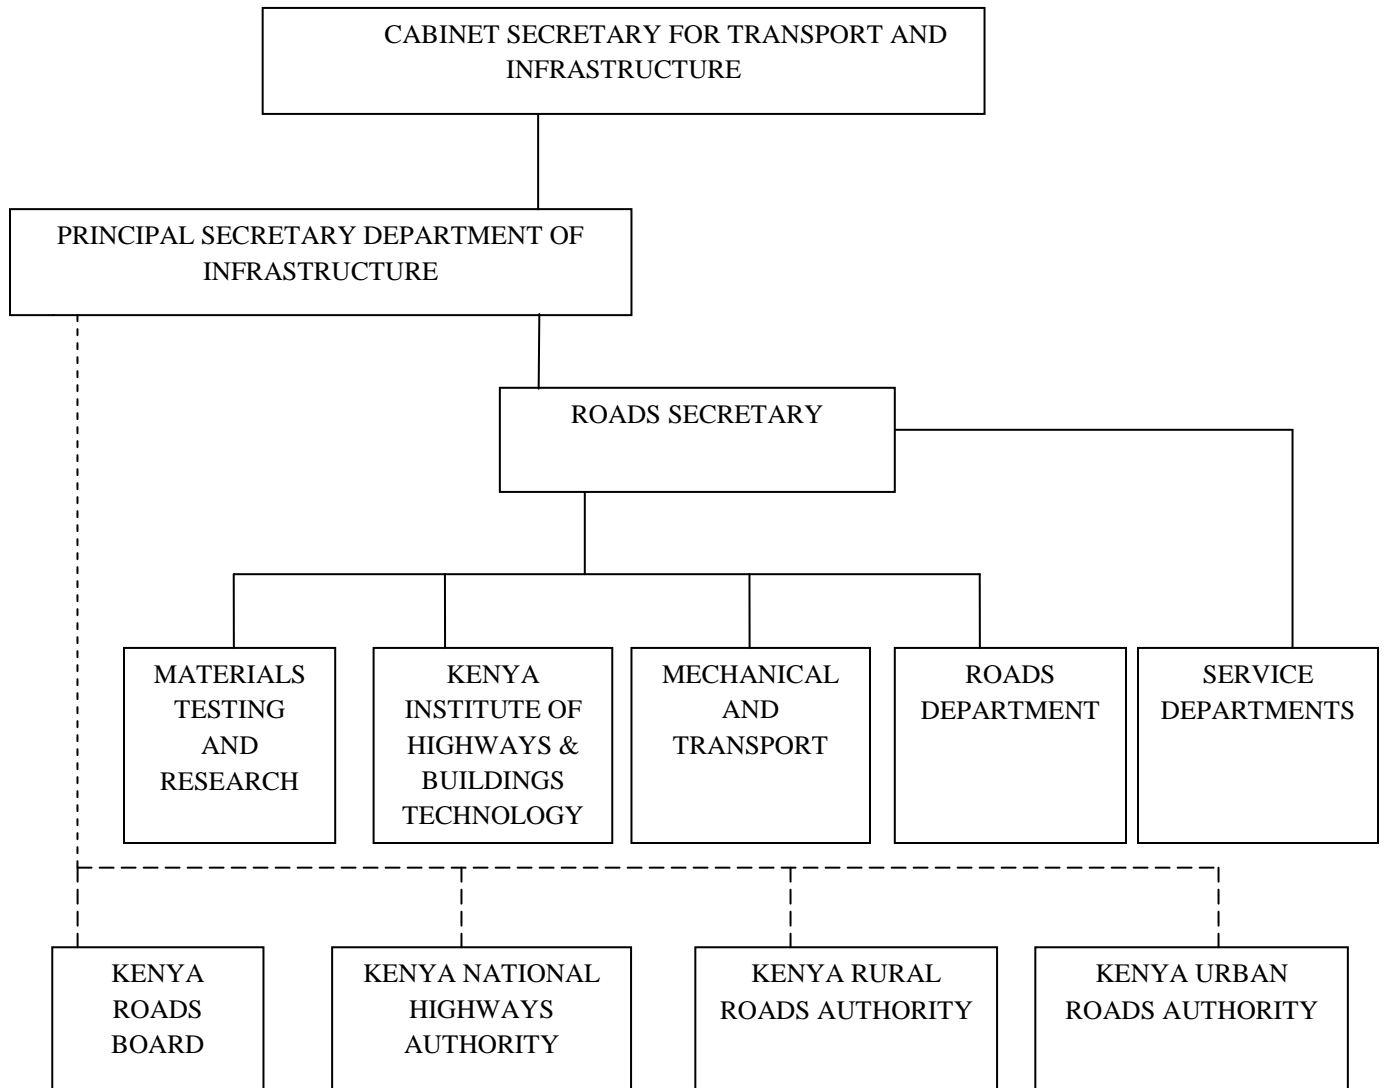 CABINET SECRETARY FOR TRANSPORT AND
INFRASTRUCTURE
PRINCIPAL SECRETARY DEPARTMENT OF
INFRASTRUCTURE
ROADS SECRETARY
MATERIALS
TESTING
AND
RESEARCH
KENYA
INSTITUTE OF
HIGHWAYS &
BUILDINGS
TECHNOLOGY
MECHANICAL
AND
TRANSPORT
ROADS
DEPARTMENT
SERVICE
DEPARTMENTS
KENYA
ROADS
BOARD
KENYA NATIONAL
HIGHWAYS
AUTHORITY
KENYA RURAL
ROADS AUTHORITY
KENYA URBAN
ROADS AUTHORITY